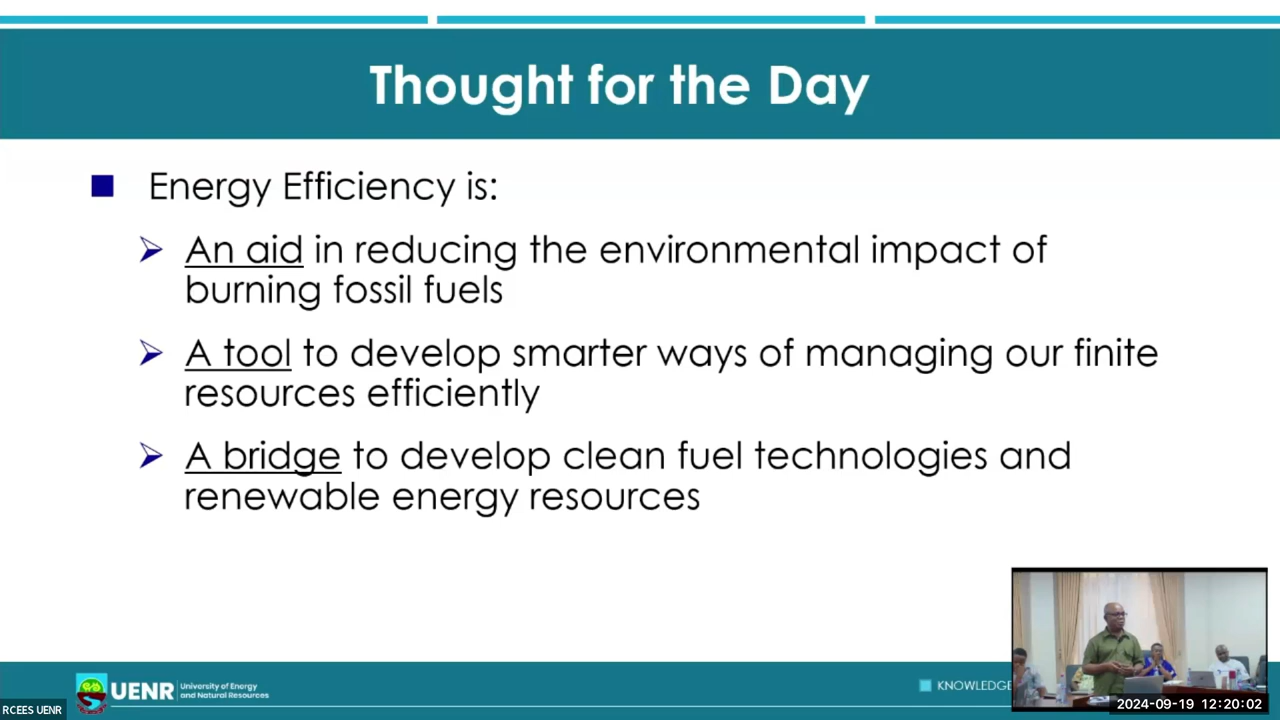 Thought for the Day
Energy Efficiency is:
An aid in reducing the environmental impact of
burning fossil fuels
A tool to develop smarter ways of managing our finite
resources efficiently
A bridge to develop clean fuel technologies and
renewable energy resources
UENR
University of Energy
and Natural Resources
KNOWLEDGE
RCEES UENR
2024-09-19 12:20:02